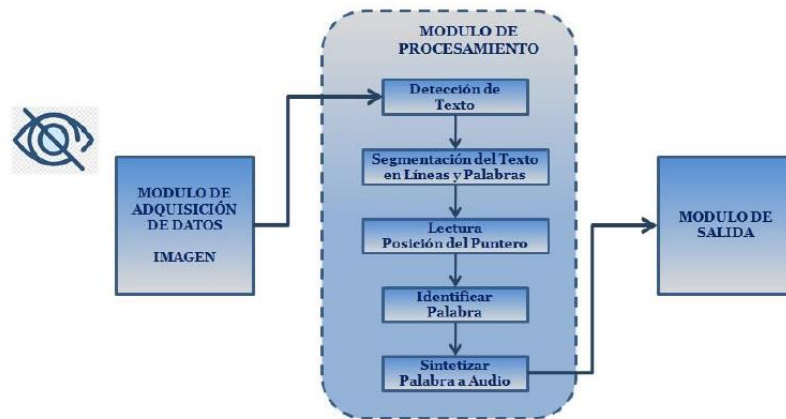 MODULO DE
PROCESAMIENTO
Detección de
Texto
Segmentación del Texto
en Líneas y Palabras
MODULO DE
ADQUISICIÓN
DE DATOS
IMAGEN
Lectura
Posición del Puntero
MODULO DE
SALIDA
Identificar
Palabra
Sintetizar
Palabra a Audio